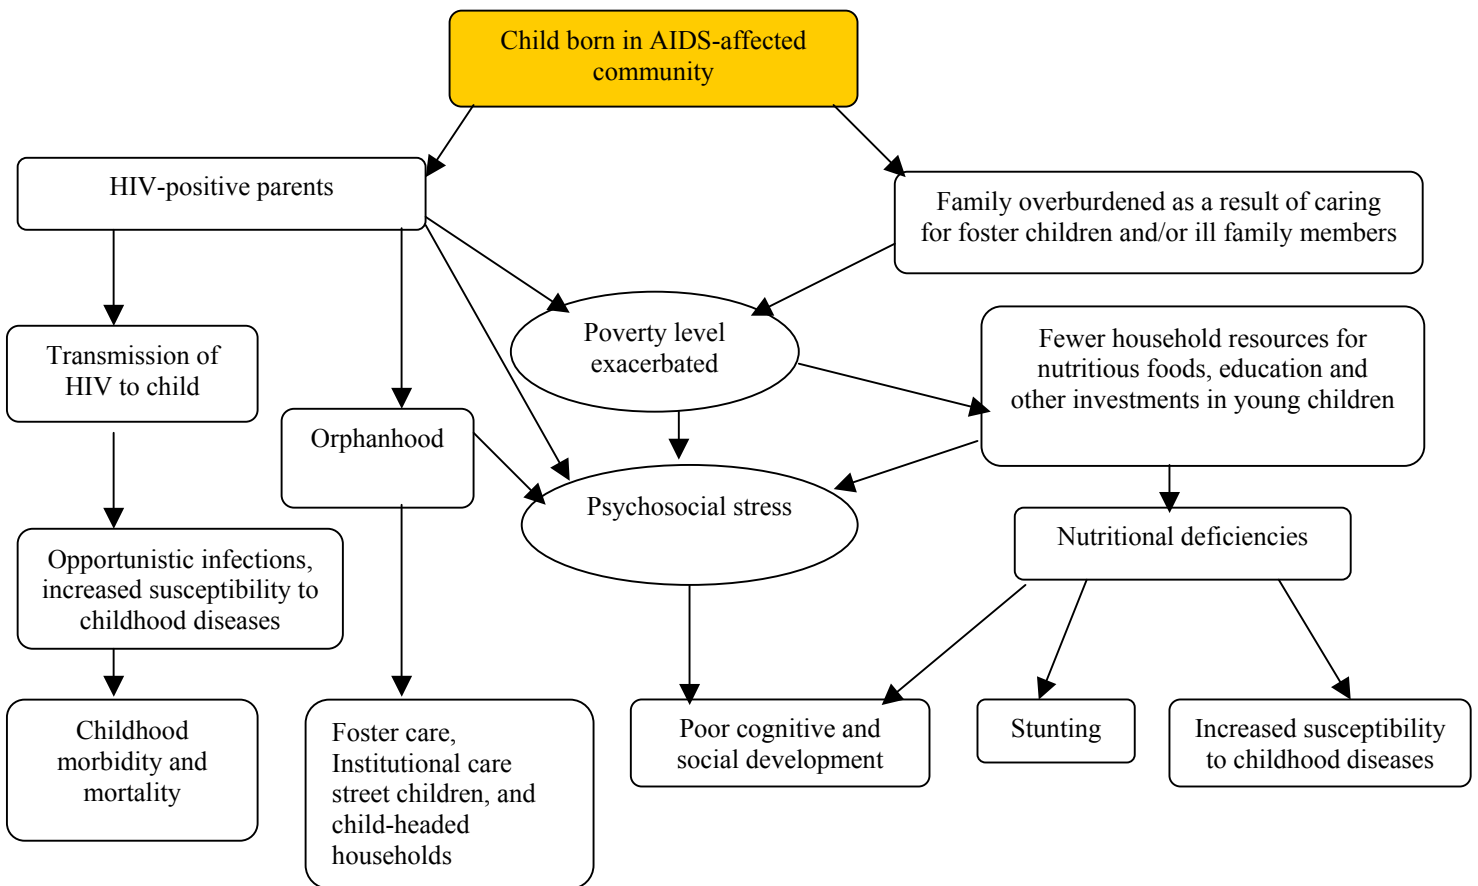 Child born in AIDS-affected
community
HIV-positive parents
Family overburdened as a result of caring
for foster children and/or ill family members
Poverty level
exacerbated
Fewer household resources for
nutritious foods, education and
other investments in young children
Transmission of
HIV to child
Orphanhood
Psychosocial stress
Nutritional deficiencies
Opportunistic infections,
increased susceptibility to
childhood diseases
Childhood
morbidity and
mortality
Foster care,
Institutional care
street children, and
child-headed
households
Poor cognitive and
social development
Stunting
Increased susceptibility
to childhood diseases